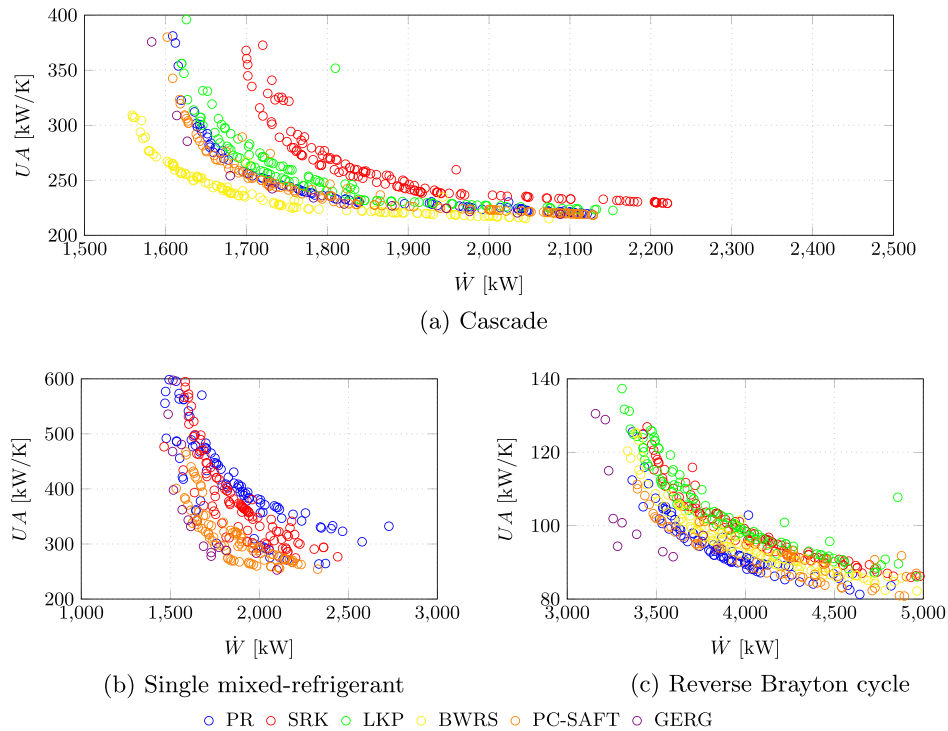 400
350
300
250
200
UA [kW/K]
1,500 1,600 1,700 1,800 1,900 2,000 2,100 2,200 2,300 2,400 2,500
Ẇ [kW]
(a) Cascade
600
500
400
300
200
UA [kW/K]
1,000 1,500 2,000 2,500 3,000
Ẇ [kW]
(b) Single mixed-refrigerant
140
120
100
80
UA [kW/K]
3,000 3,500 4,000 4,500 5,000
Ẇ [kW]
(c) Reverse Brayton cycle
PR SRK LKP BWRS PC-SAFT GERG